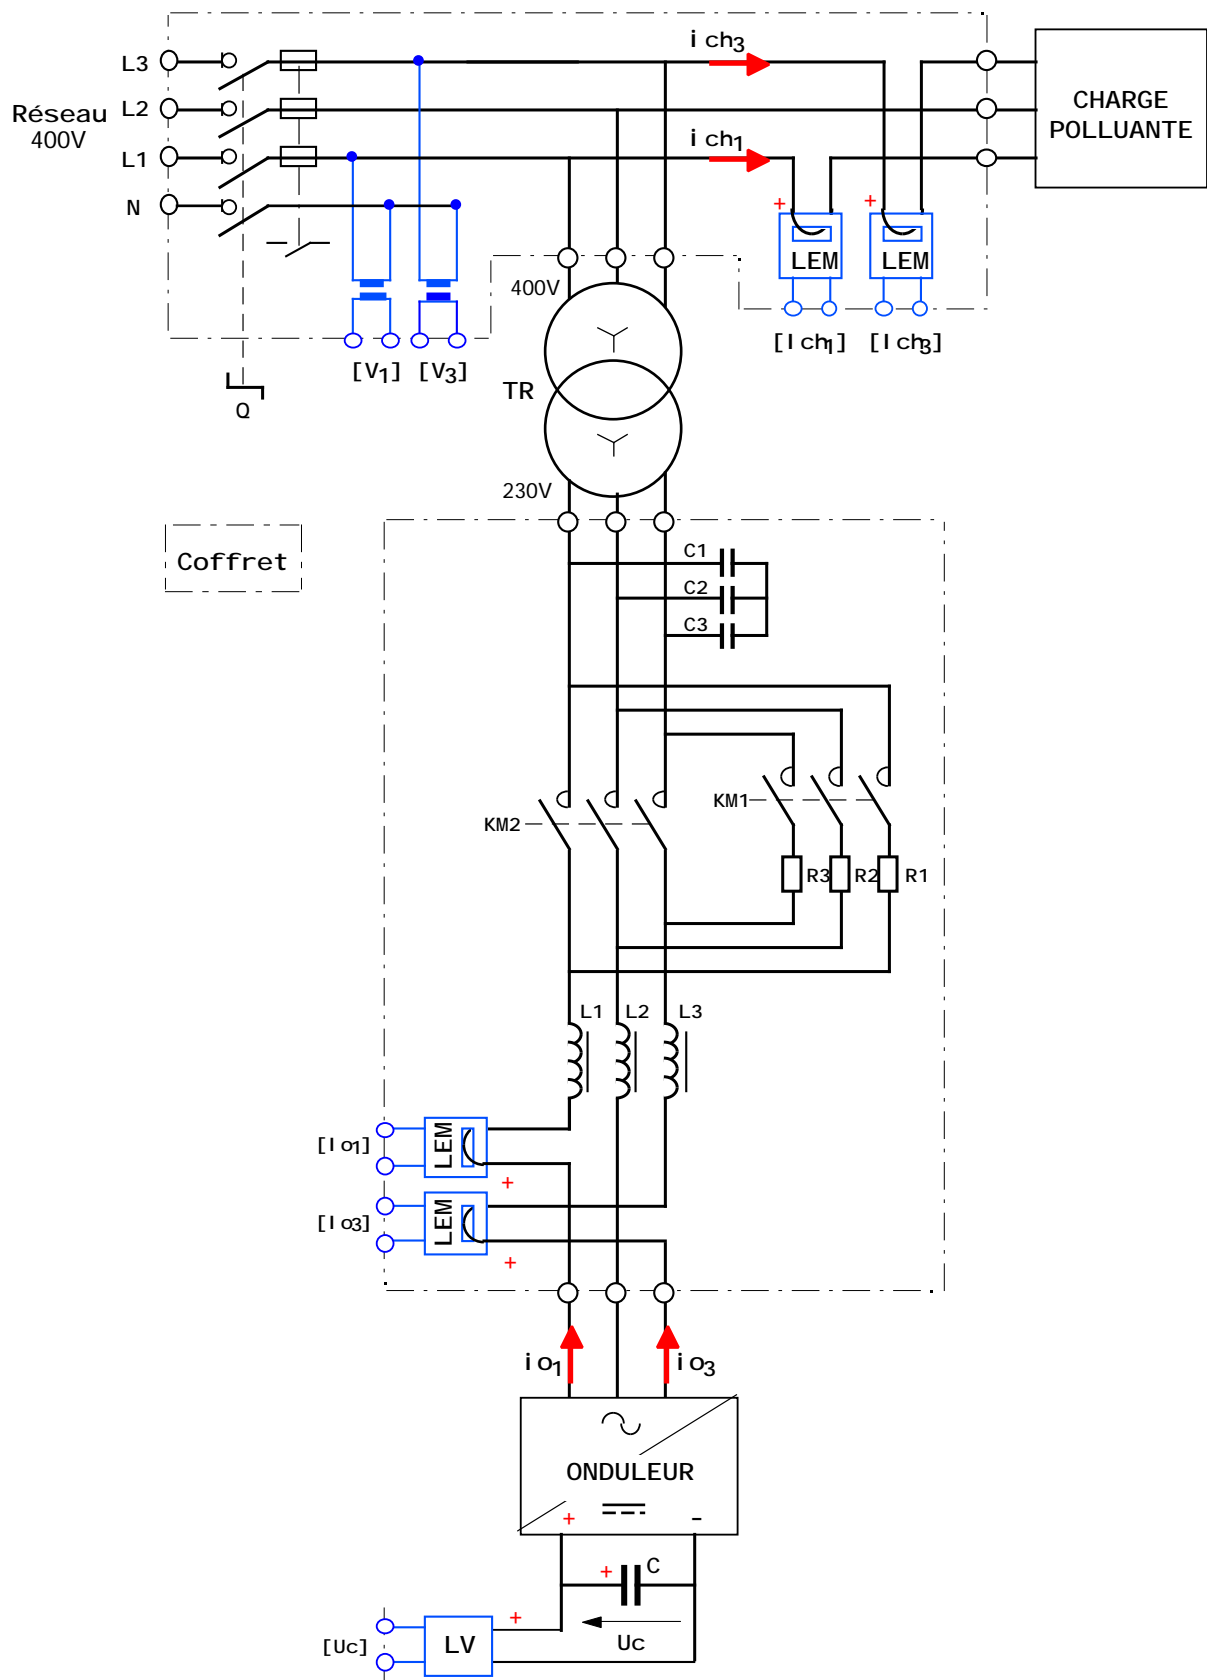 i ch3
L3
CHARGE
POLLUANTE
Réseau
400V
L2
i ch1
L1
+
+
N
LEM
LEM
400V
[I ch1]
[I ch3]
[V1]
[V3]
TR
Q
230V
Coffret
C1
C2
C3
KM1
KM2
R3
R2
R1
L1
L2
L3
[I o1]
LEM
+
[I o3]
LEM
+
i o1
i o3
ONDULEUR
+
-
+
C
+
[Uc]
LV
Uc